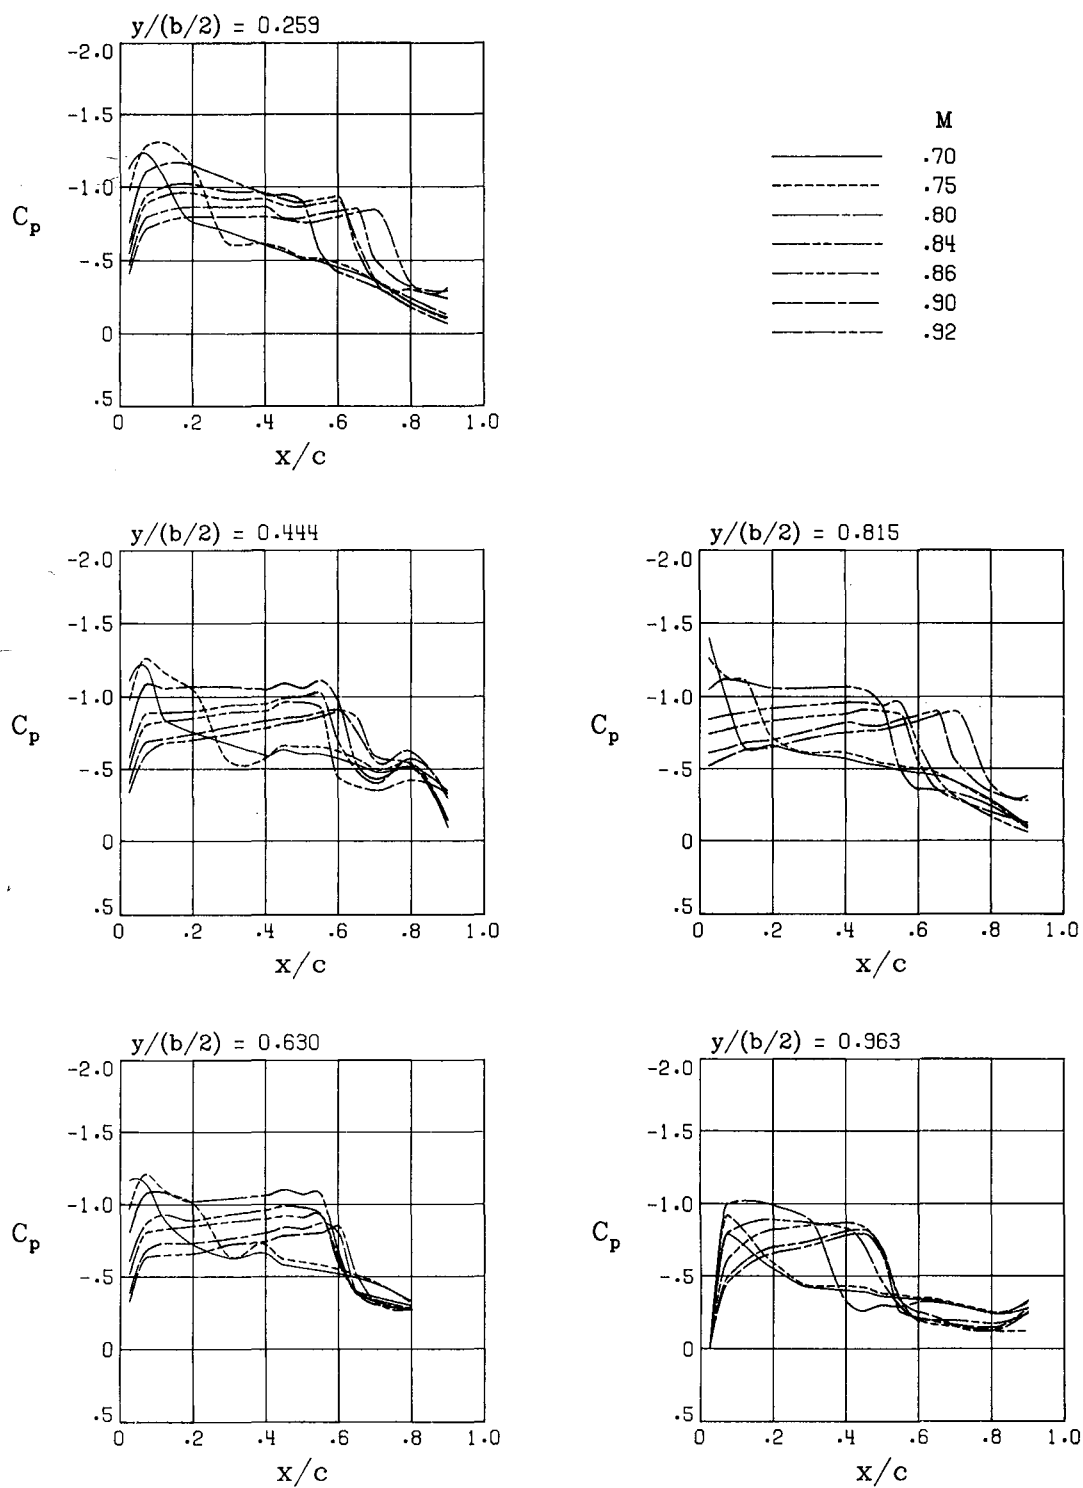 y/(b/2) = 0.259
-2.0
-1.5
-1.0
-.5
0
.5
C_p
0 .2 .4 .6 .8 1.0
x/c
M
.70
.75
.80
.84
.86
.90
.92
y/(b/2) = 0.444
-2.0
-1.5
-1.0
-.5
0
.5
C_p
0 .2 .4 .6 .8 1.0
x/c
y/(b/2) = 0.815
-2.0
-1.5
-1.0
-.5
0
.5
C_p
0 .2 .4 .6 .8 1.0
x/c
y/(b/2) = 0.630
-2.0
-1.5
-1.0
-.5
0
.5
C_p
0 .2 .4 .6 .8 1.0
x/c
y/(b/2) = 0.963
-2.0
-1.5
-1.0
-.5
0
.5
C_p
0 .2 .4 .6 .8 1.0
x/c